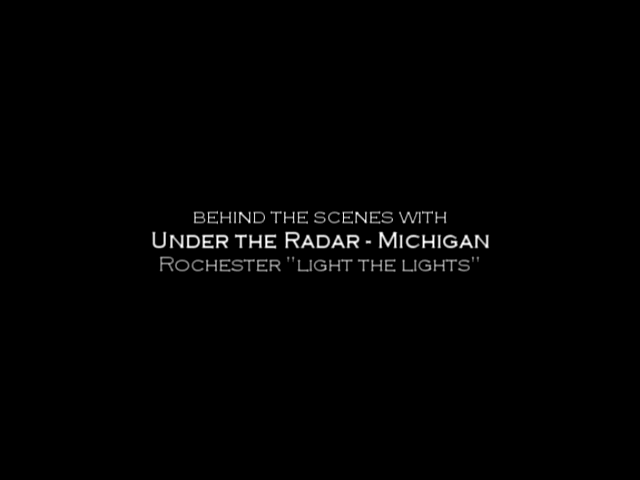 BEHIND THE SCENES WITH
UNDER THE RADAR - MICHIGAN
ROCHESTER "LIGHT THE LIGHTS"